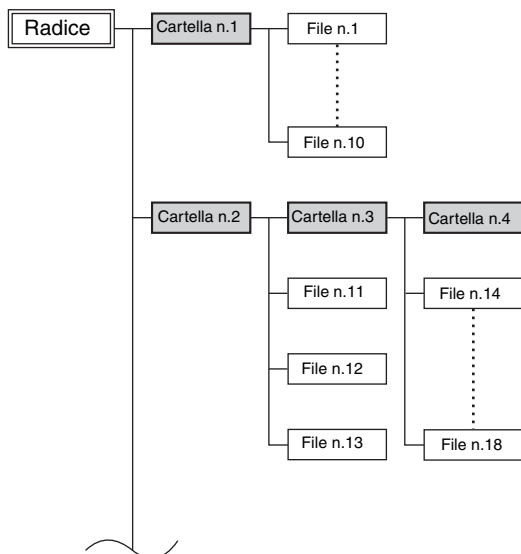 Radice
Cartella n.1
File n.1
File n.10
Cartella n.2
Cartella n.3
Cartella n.4
File n.11
File n.14
File n.12
File n.13
File n.18